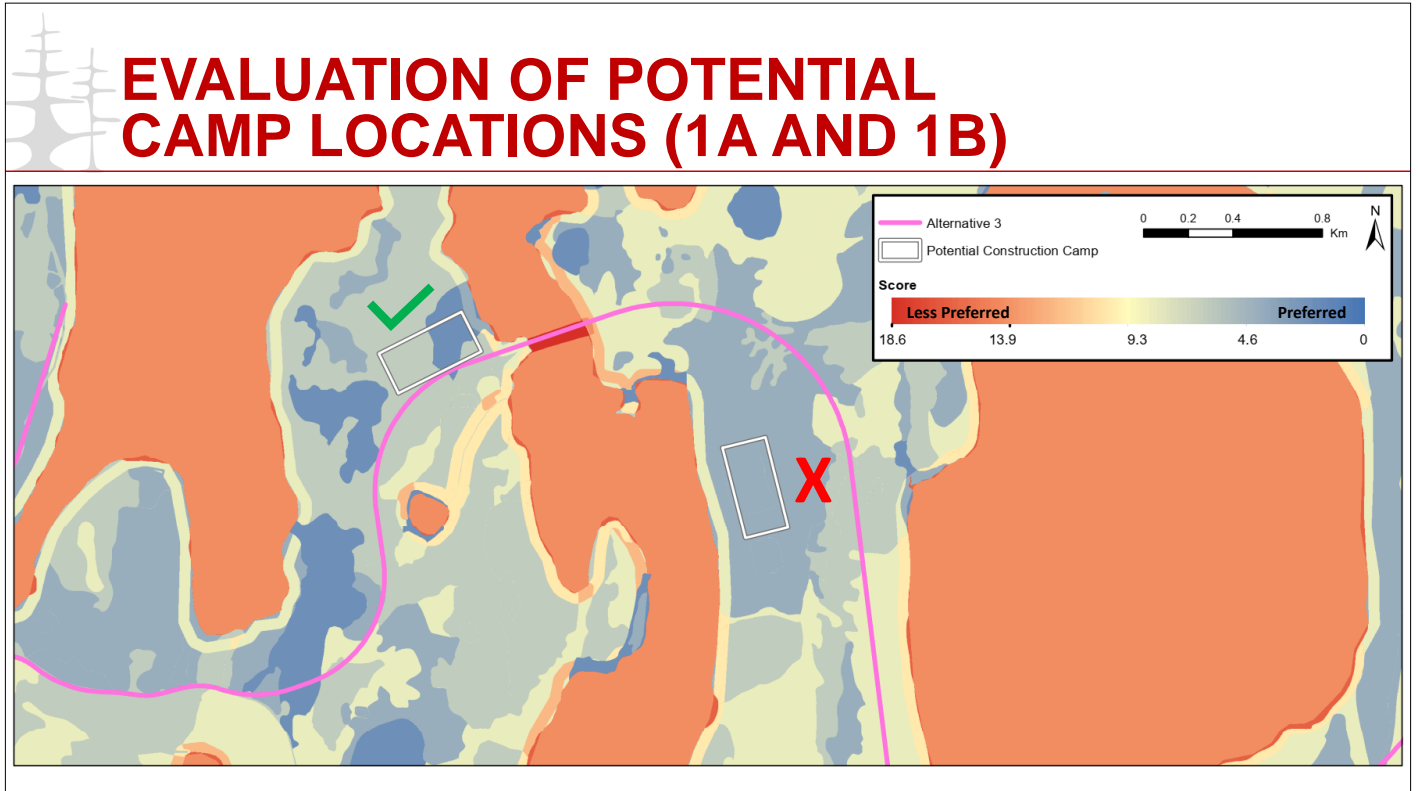 EVALUATION OF POTENTIAL
CAMP LOCATIONS (1A AND 1B)
Alternative 3
Potential Construction Camp
0 0.2 0.4 0.8
Km
N
Score
Less Preferred Preferred
18.6 13.9 9.3 4.6 0
X